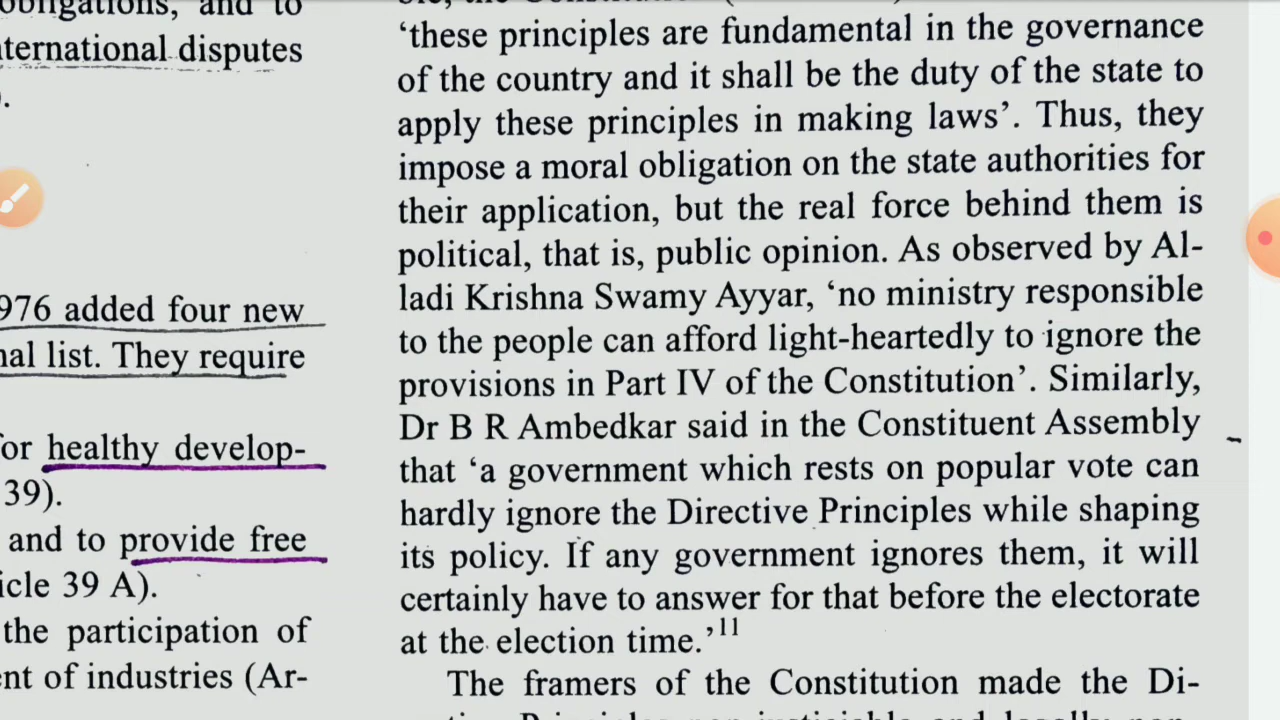 obligations, and to
nternational disputes
).
976 added four new
nal list. They require
or healthy develop-
39).
and to provide free
icle 39 A).
the participation of
ent of industries (Ar-
'these principles are fundamental in the governance
of the country and it shall be the duty of the state to
apply these principles in making laws'. Thus, they
impose a moral obligation on the state authorities for
their application, but the real force behind them is
political, that is, public opinion. As observed by Al-
ladi Krishna Swamy Ayyar, 'no ministry responsible
to the people can afford light-heartedly to ignore the
provisions in Part IV of the Constitution'. Similarly,
Dr B R Ambedkar said in the Constituent Assembly
that 'a government which rests on popular vote can
hardly ignore the Directive Principles while shaping
its policy. If any government ignores them, it will
certainly have to answer for that before the electorate
at the election time.'11
The framers of the Constitution made the Di-